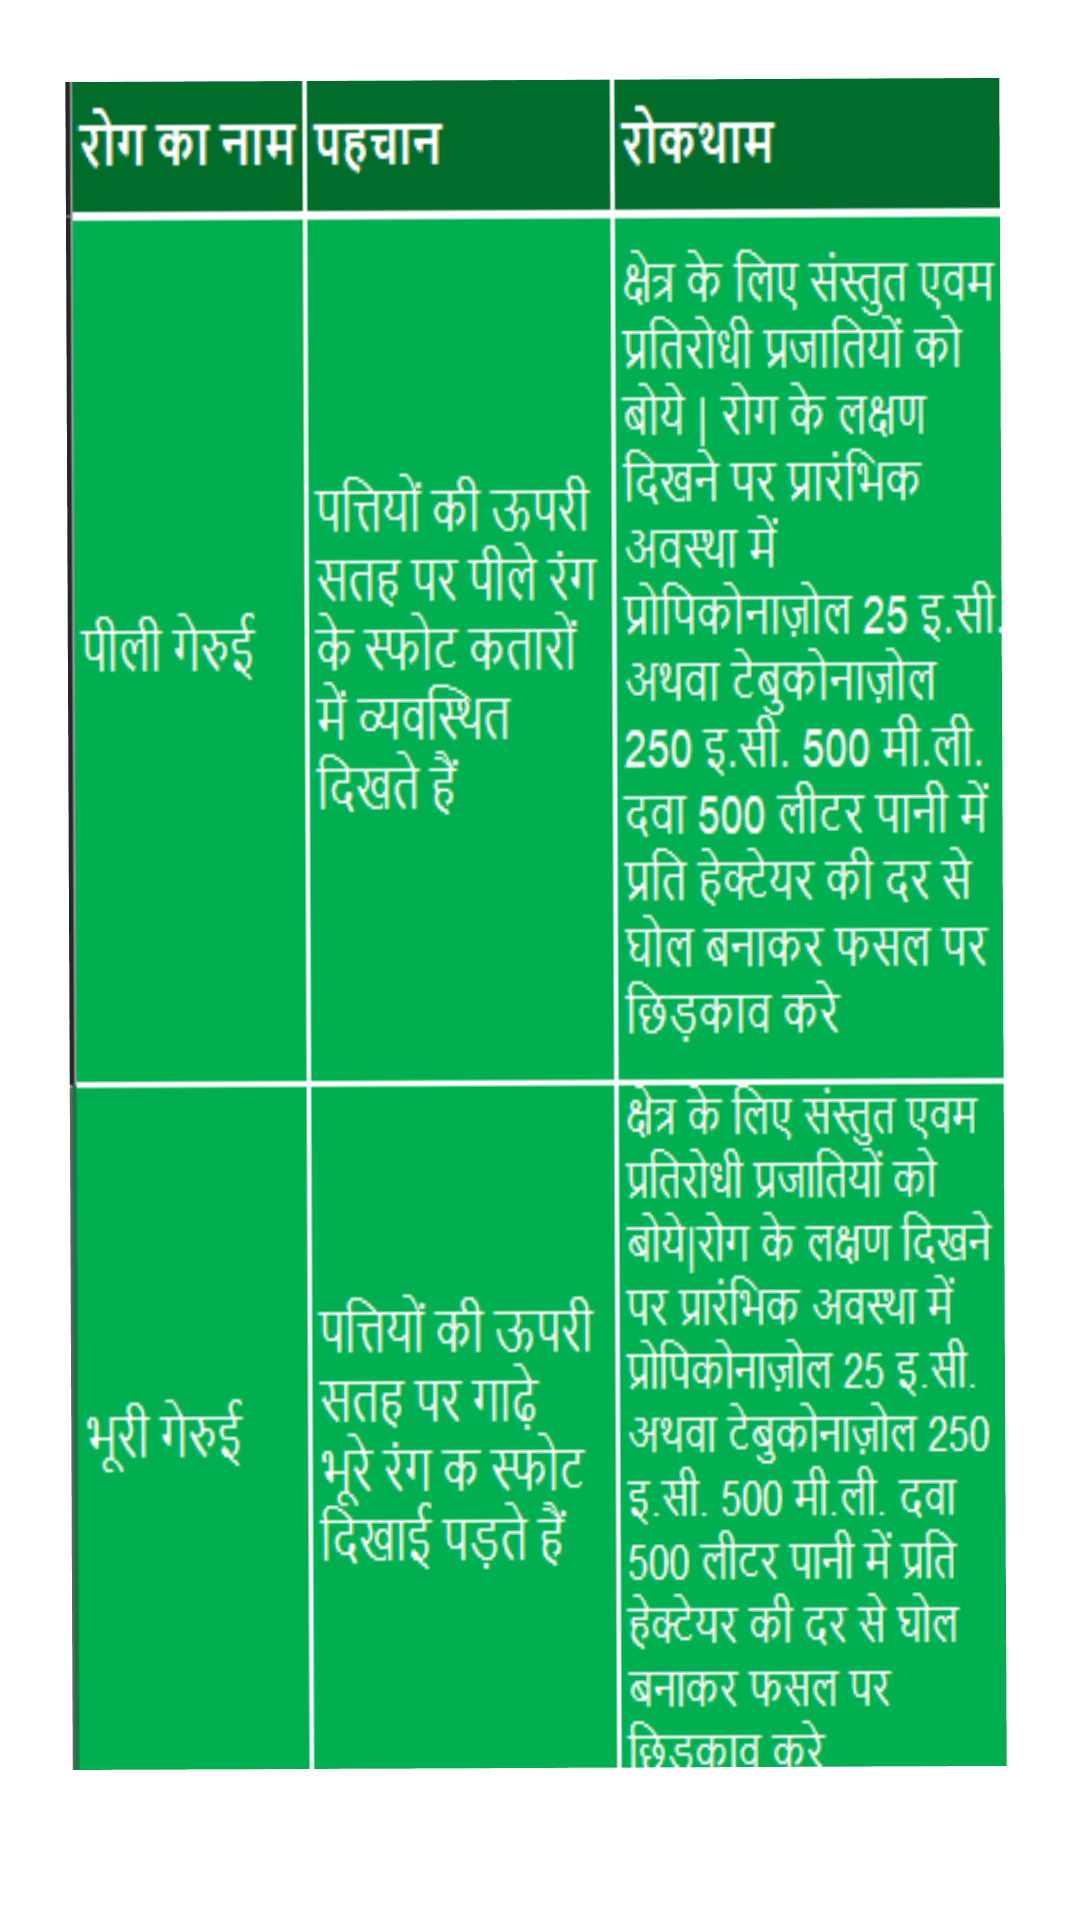 रोग का नाम
पहचान
रोकथाम
पीली गेरुई
पत्तियों की ऊपरी
सतह पर पीले रंग
के स्फोट कतारों
में व्यवस्थित
दिखते हैं
क्षेत्र के लिए संस्तुत एवम
प्रतिरोधी प्रजातियों को
बोये | रोग के लक्षण
दिखने पर प्रारंभिक
अवस्था में
प्रोपिकोनाज़ोल 25 इ.सी.
अथवा टेबुकोनाज़ोल
250 इ.सी. 500 मी.ली.
दवा 500 लीटर पानी में
प्रति हेक्टेयर की दर से
घोल बनाकर फसल पर
छिड़काव करे
भूरी गेरुई
पत्तियों की ऊपरी
सतह पर गाढ़े
भूरे रंग क स्फोट
दिखाई पड़ते हैं
क्षेत्र के लिए संस्तुत एवम
प्रतिरोधी प्रजातियों को
बोये|रोग के लक्षण दिखने
पर प्रारंभिक अवस्था में
प्रोपिकोनाज़ोल 25 इ.सी.
अथवा टेबुकोनाज़ोल 250
इ.सी. 500 मी.ली. दवा
500 लीटर पानी में प्रति
हेक्टेयर की दर से घोल
बनाकर फसल पर
छिड़काव करे